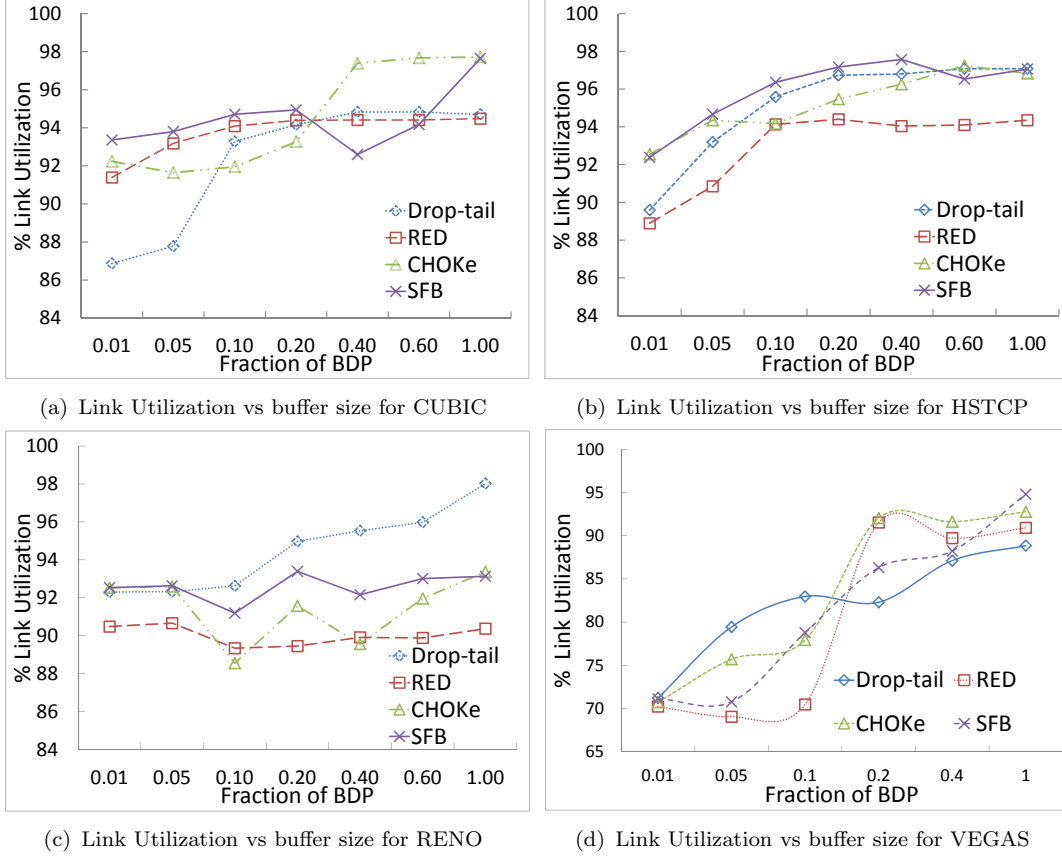 100
98
96
94
92
90
88
86
84
% Link Utilization
Drop-tail
RED
CHOKe
SFB
0.01 0.05 0.10 0.20 0.40 0.60 1.00
Fraction of BDP
(a) Link Utilization vs buffer size for CUBIC
100
98
96
94
92
90
88
86
84
% Link Utilization
Drop-tail
RED
CHOKe
SFB
0.01 0.05 0.10 0.20 0.40 0.60 1.00
Fraction of BDP
(b) Link Utilization vs buffer size for HSTCP
100
98
96
94
92
90
88
86
84
% Link Utilization
Drop-tail
RED
CHOKe
SFB
0.01 0.05 0.10 0.20 0.40 0.60 1.00
Fraction of BDP
(c) Link Utilization vs buffer size for RENO
100
95
90
85
80
75
70
65
% Link Utilization
Drop-tail RED
CHOKe SFB
0.01 0.05 0.1 0.2 0.4 1
Fraction of BDP
(d) Link Utilization vs buffer size for VEGAS